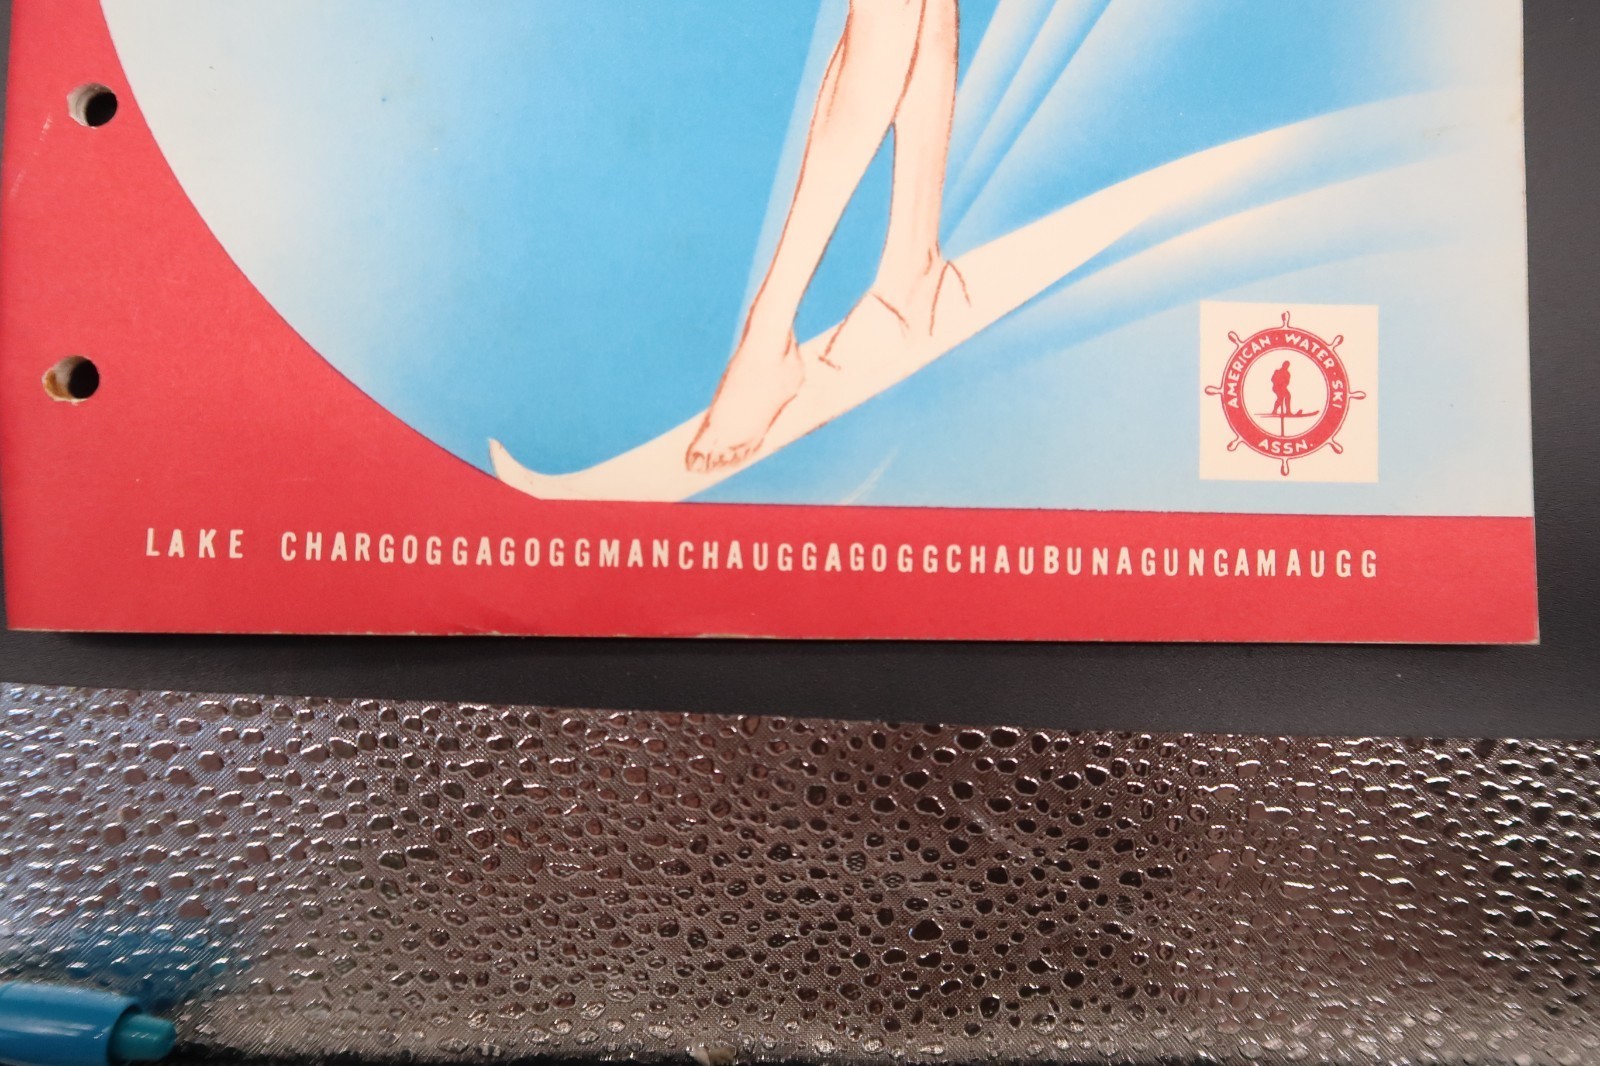 AMERICAN · WATER · SKI
ASSN.
LAKE CHARGOGGAGOGGMANCHAUGGAGOGGCHAUBUNAGUNGAMAUGG